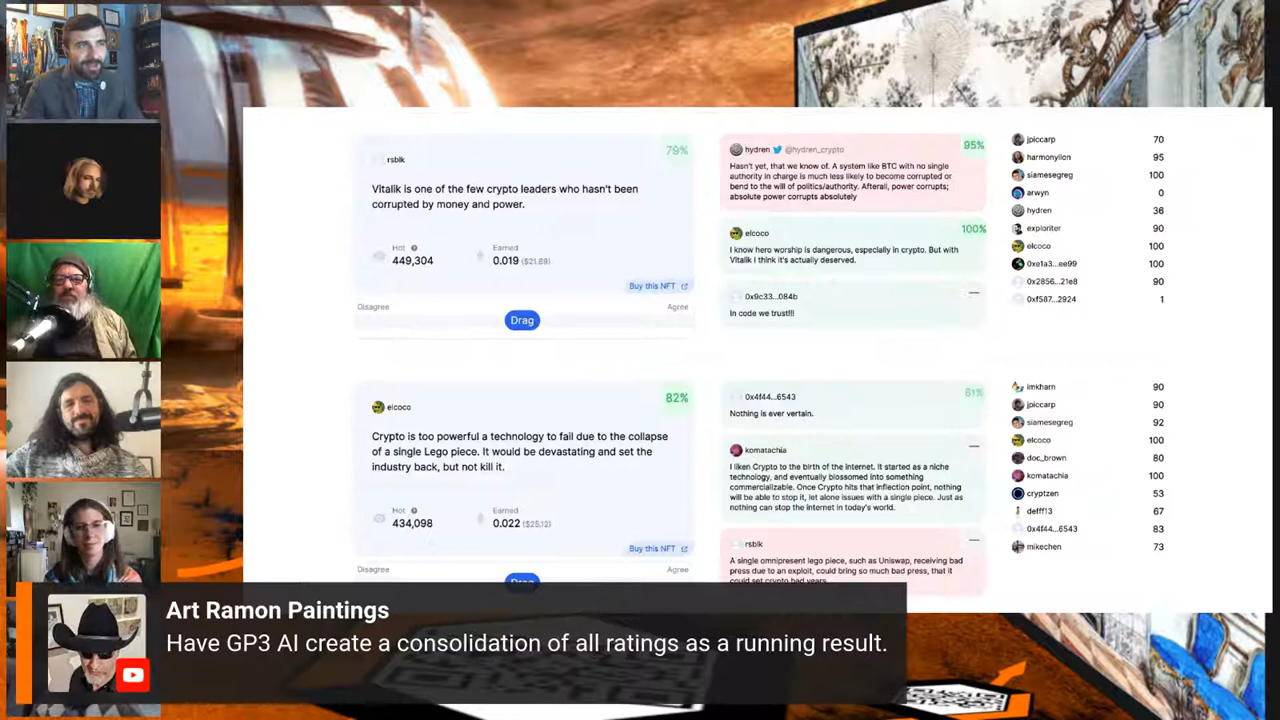 rsblk
79%
Vitalik is one of the few crypto leaders who hasn't been
corrupted by money and power.
Hot
449,304
Earned
0.019 ($21.89)
Buy this NFT
Disagree
Agree
Drag
hydren @hydren_crypto
95%
Hasn't yet, that we know of. A system like BTC with no single
authority in charge is much less likely to become corrupted or
bend to the will of politics/authority. Afterall, power corrupts;
absolute power corrupts absolutely
elcoco
100%
I know hero worship is dangerous, especially in crypto. But with
Vitalik I think it's actually deserved.
0x9c33...084b
In code we trust!!!
jpiccarp 70
harmonylion 95
siamesegreg 100
arwyn 0
hydren 36
exploriter 90
elcoco 100
0xe1a3...ee99 100
0x2856...21e8 90
0xf587...2924 1
elcoco
82%
Crypto is too powerful a technology to fail due to the collapse
of a single Lego piece. It would be devastating and set the
industry back, but not kill it.
Hot
434,098
Earned
0.022 ($25.12)
Buy this NFT
Disagree
Agree
Drag
0x4f44...6543
61%
Nothing is ever vertain.
komatachia
I liken Crypto to the birth of the internet. It started as a niche
technology, and eventually blossomed into something
commercializable. Once Crypto hits that inflection point, nothing
will be able to stop it, let alone issues with a single piece. Just as
nothing can stop the internet in today's world.
rsblk
A single omnipresent lego piece, such as Uniswap, receiving bad
press due to an exploit, could bring so much bad press, that it
could set crypto bad years.
imkharn 90
jpiccarp 90
siamesegreg 92
elcoco 100
doc_brown 80
komatachia 100
cryptzen 53
defff13 67
0x4f44...6543 83
mikechen 73
Art Ramon Paintings
Have GP3 AI create a consolidation of all ratings as a running result.